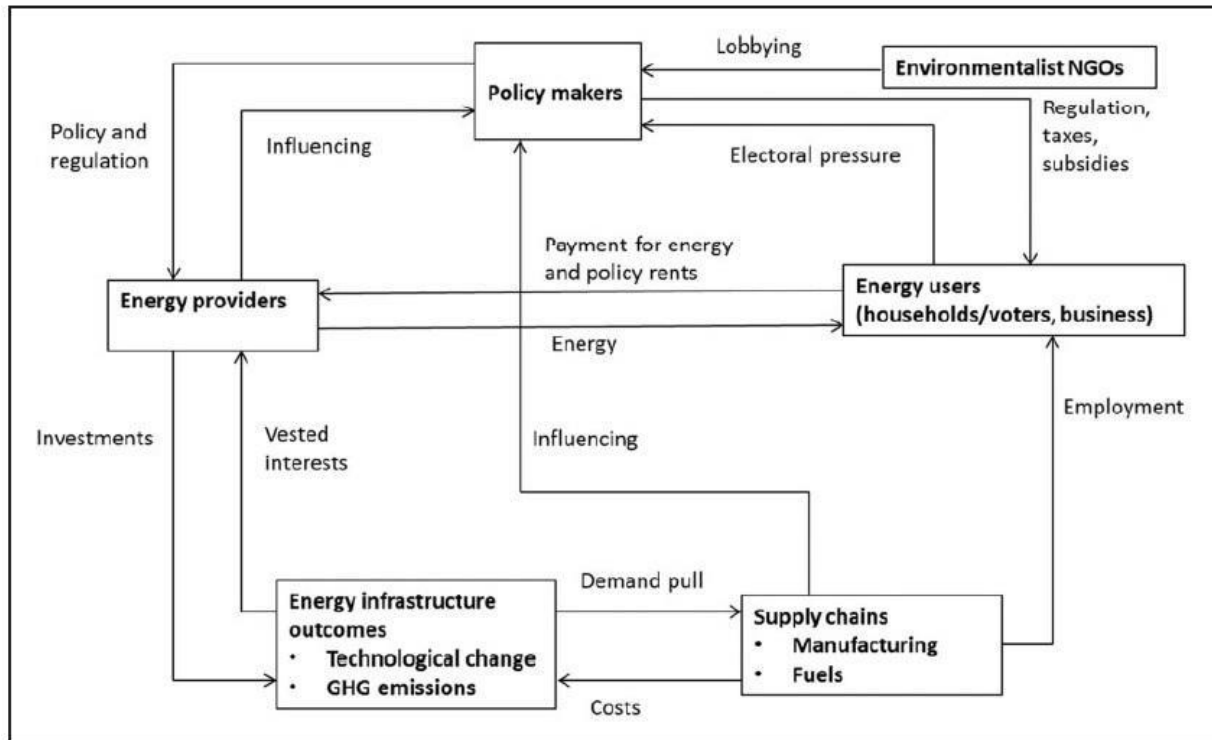 Lobbying
Environmentalist NGOs
Policy makers
Policy and
regulation
Influencing
Electoral pressure
Regulation,
taxes,
subsidies
Payment for energy
and policy rents
Energy providers
Energy users
(households/voters, business)
Energy
Investments
Vested
interests
Influencing
Employment
Energy infrastructure
outcomes
• Technological change
• GHG emissions
Demand pull
Supply chains
• Manufacturing
• Fuels
Costs